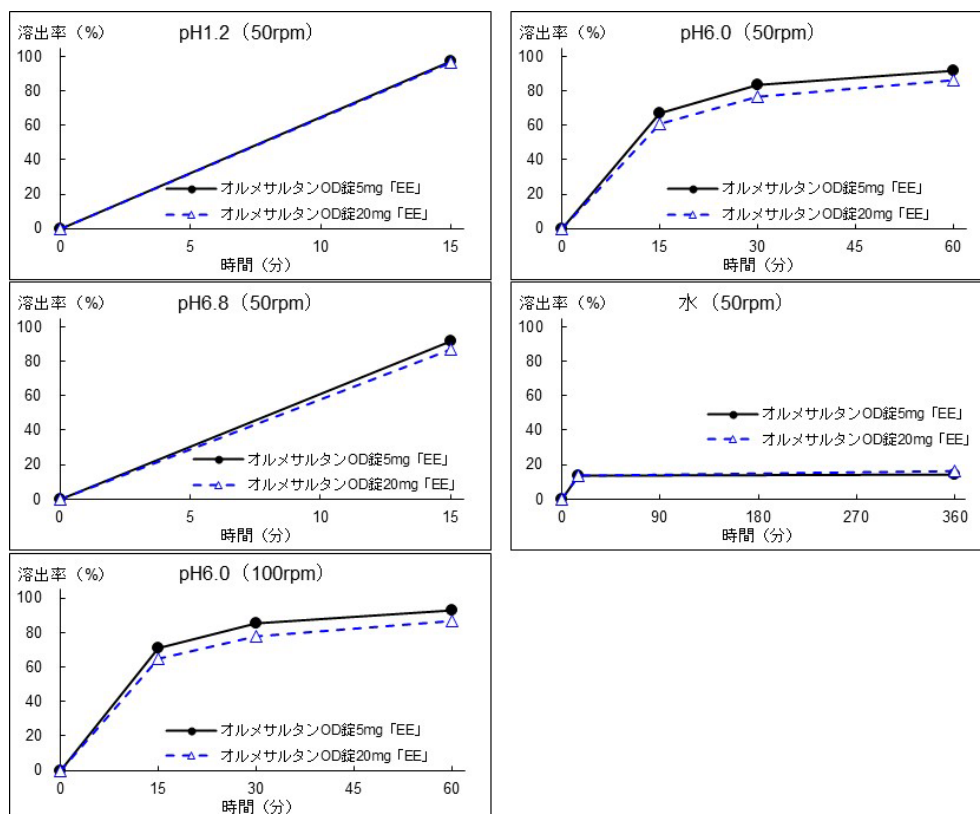 溶出率（%） pH1.2（50rpm）
100
80
60
40
20
0
オルメサルタンOD錠5mg「EE」
オルメサルタンOD錠20mg「EE」
0 5 10 15
時間（分）
溶出率（%） pH6.0（50rpm）
100
80
60
40
20
0
オルメサルタンOD錠5mg「EE」
オルメサルタンOD錠20mg「EE」
0 15 30 45 60
時間（分）
溶出率（%） pH6.8（50rpm）
100
80
60
40
20
0
オルメサルタンOD錠5mg「EE」
オルメサルタンOD錠20mg「EE」
0 5 10 15
時間（分）
溶出率（%） 水（50rpm）
100
80
60
40
20
0
オルメサルタンOD錠5mg「EE」
オルメサルタンOD錠20mg「EE」
0 90 180 270 360
時間（分）
溶出率（%） pH6.0（100rpm）
100
80
60
40
20
0
オルメサルタンOD錠5mg「EE」
オルメサルタンOD錠20mg「EE」
0 15 30 45 60
時間（分）